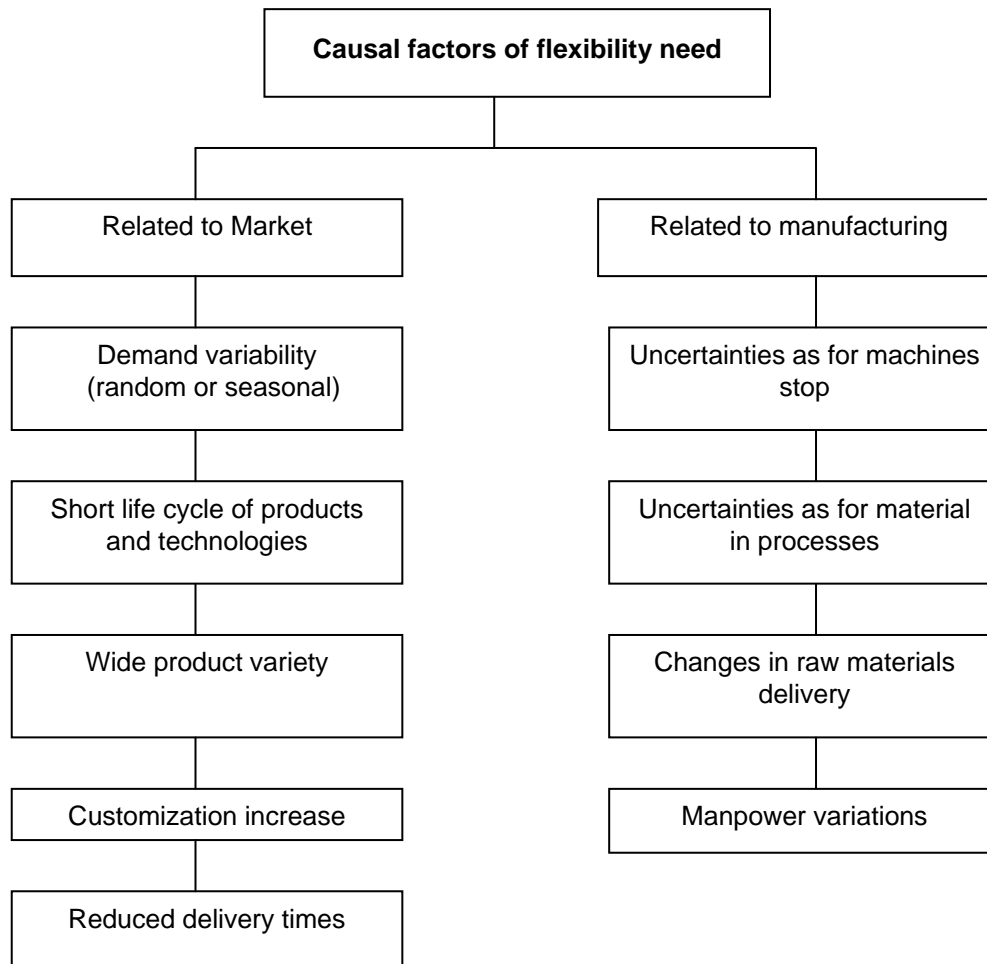 Causal factors of flexibility need
Related to Market
Related to manufacturing
Demand variability
(random or seasonal)
Uncertainties as for machines
stop
Short life cycle of products
and technologies
Uncertainties as for material
in processes
Wide product variety
Changes in raw materials
delivery
Customization increase
Manpower variations
Reduced delivery times